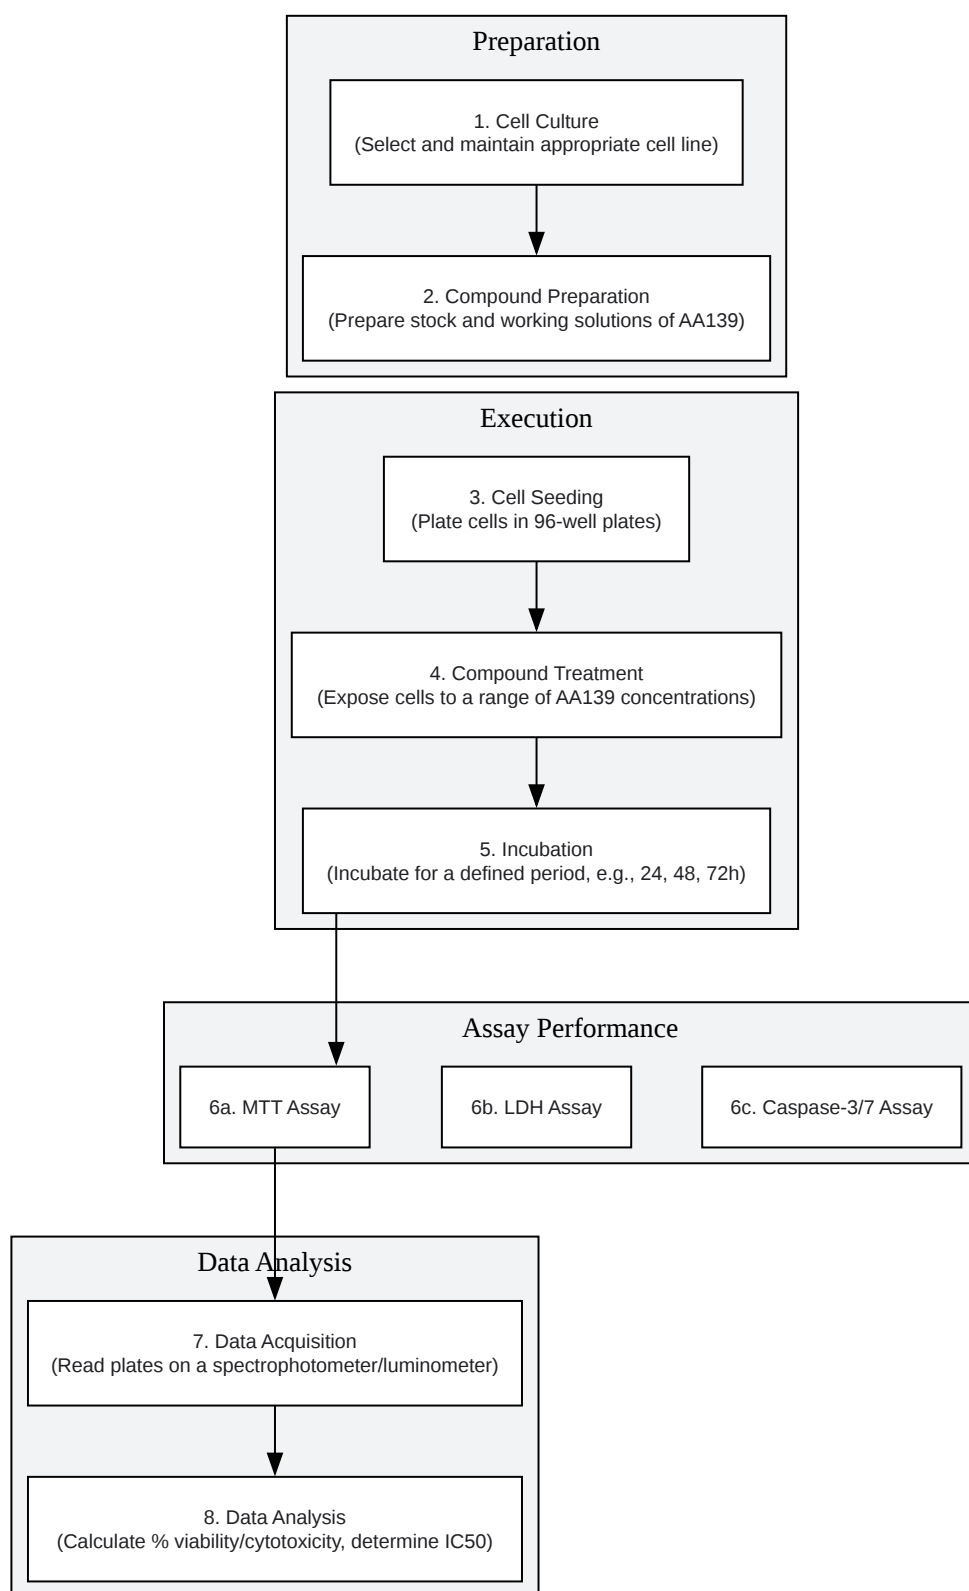 Preparation
1. Cell Culture
(Select and maintain appropriate cell line)
2. Compound Preparation
(Prepare stock and working solutions of AA139)
Execution
3. Cell Seeding
(Plate cells in 96-well plates)
4. Compound Treatment
(Expose cells to a range of AA139 concentrations)
5. Incubation
(Incubate for a defined period, e.g., 24, 48, 72h)
Assay Performance
6a. MTT Assay
6b. LDH Assay
6c. Caspase-3/7 Assay
Data Analysis
7. Data Acquisition
(Read plates on a spectrophotometer/luminometer)
8. Data Analysis
(Calculate % viability/cytotoxicity, determine IC50)